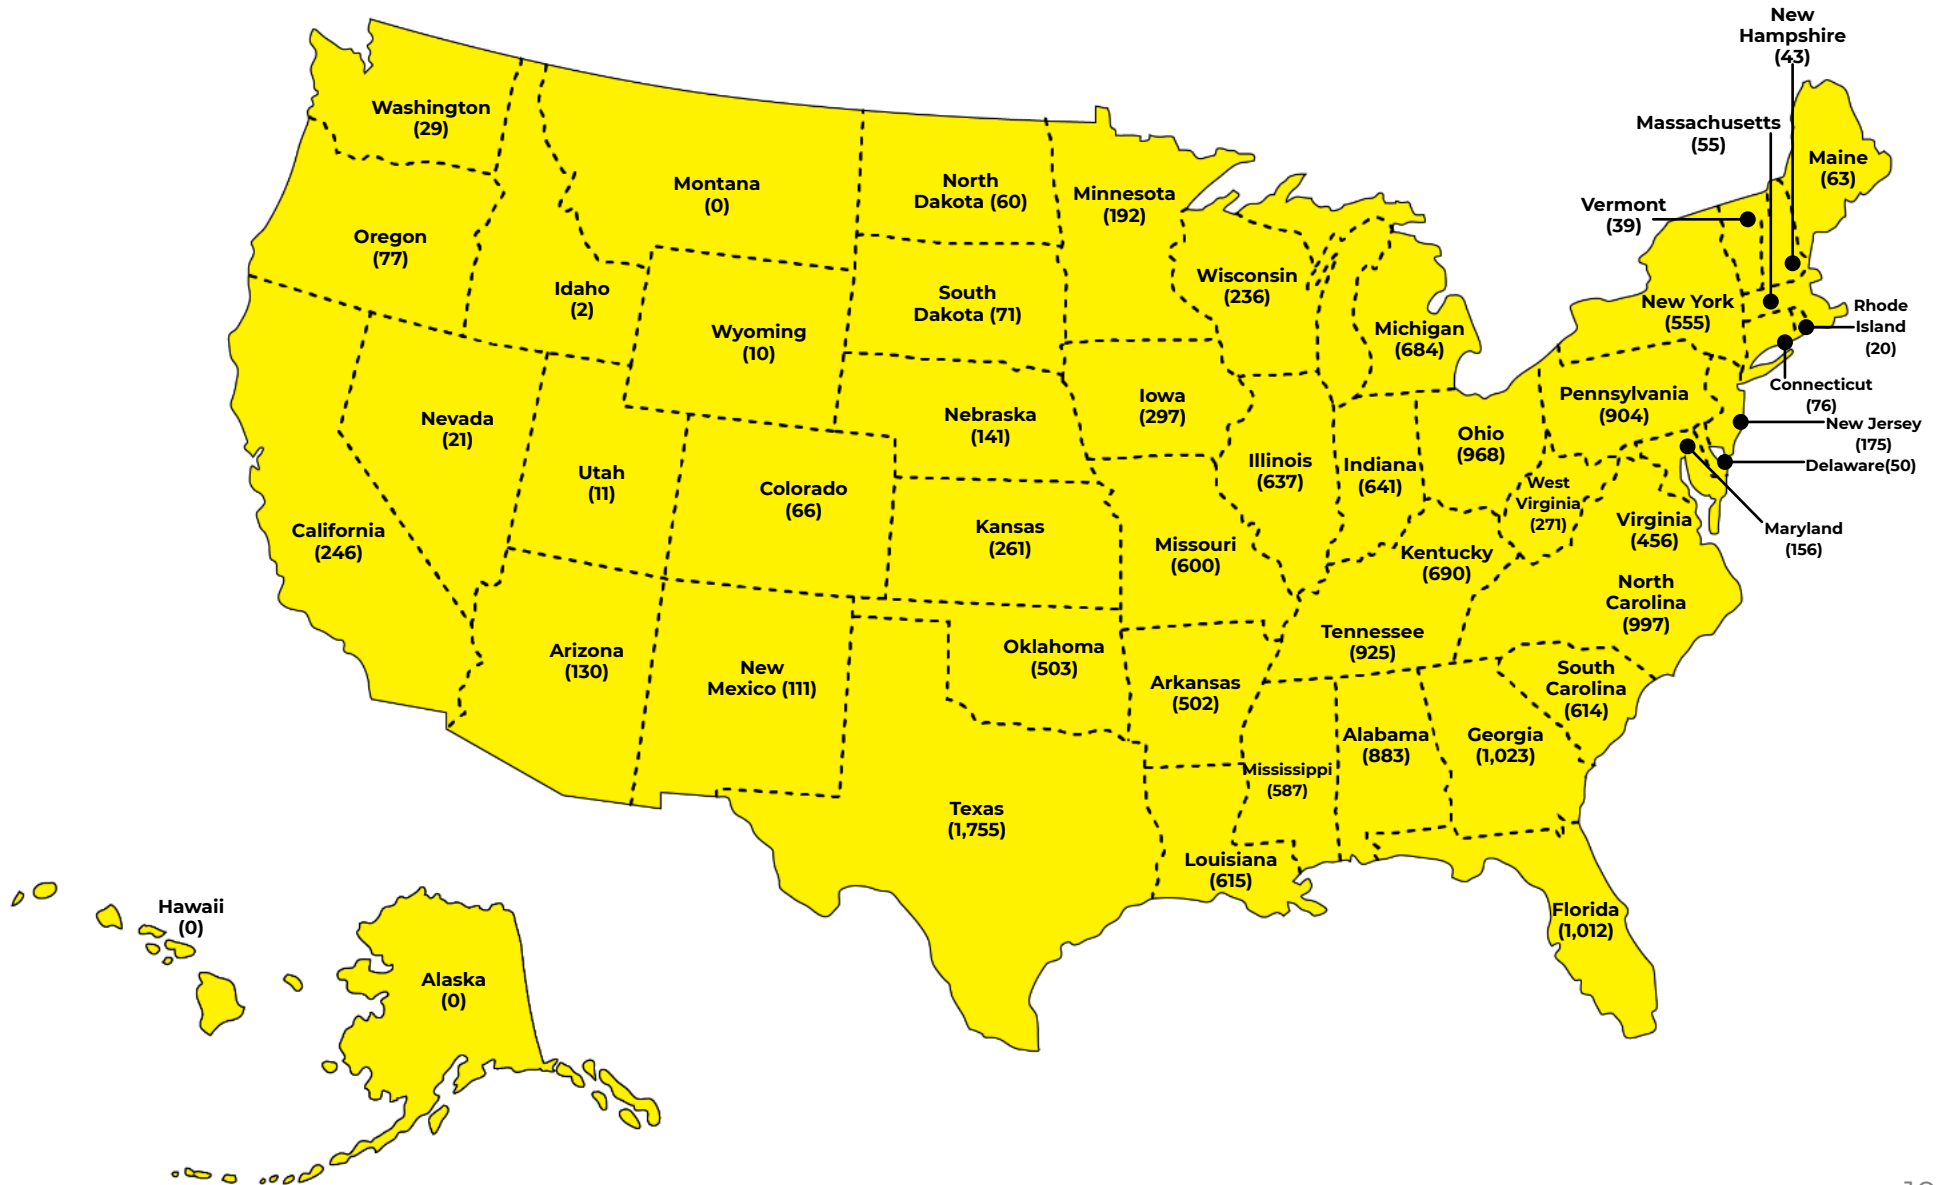 New
Hampshire
(43)
Washington
(29)
Massachusetts
(55)
Maine
(63)
Montana
(0)
North
Dakota (60)
Minnesota
(192)
Vermont
(39)
Oregon
(77)
Idaho
(2)
Wyoming
(10)
South
Dakota (71)
Wisconsin
(236)
Michigan
(684)
New York
(555)
Rhode
Island
(20)
Connecticut
(76)
Nevada
(21)
Nebraska
(141)
Iowa
(297)
Pennsylvania
(904)
New Jersey
(175)
Delaware(50)
Utah
(11)
Colorado
(66)
Illinois
(637)
Indiana
(641)
Ohio
(968)
West
Virginia
(271)
Virginia
(456)
Maryland
(156)
California
(246)
Kansas
(261)
Missouri
(600)
Kentucky
(690)
North
Carolina
(997)
Arizona
(130)
New
Mexico (111)
Oklahoma
(503)
Arkansas
(502)
Tennessee
(925)
South
Carolina
(614)
Texas
(1,755)
Mississippi
(587)
Alabama
(883)
Georgia
(1,023)
Louisiana
(615)
Florida
(1,012)
Hawaii
(0)
Alaska
(0)